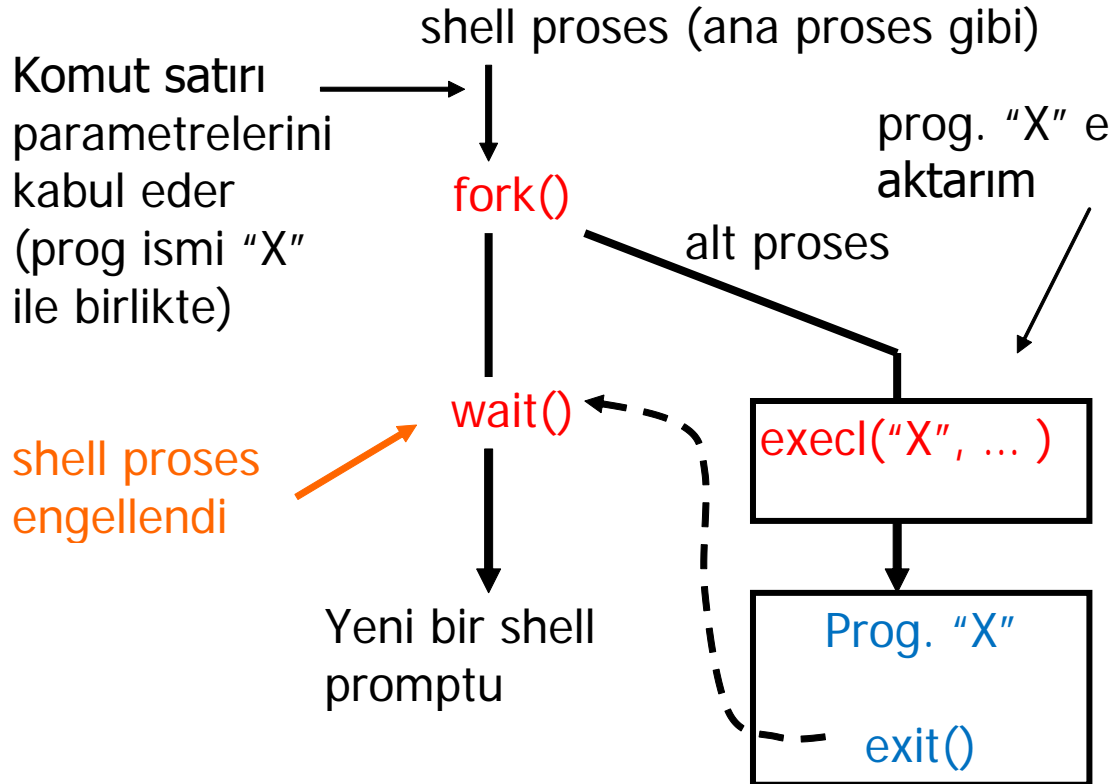 shell proses (ana proses gibi)
Komut satırı
parametrelerini
kabul eder
(prog ismi “X”
ile birlikte)
prog. “X” e
aktarım
fork()
alt proses
wait()
execl(“X”, … )
shell proses
engellendi
Yeni bir shell
promptu
Prog. “X”
exit()